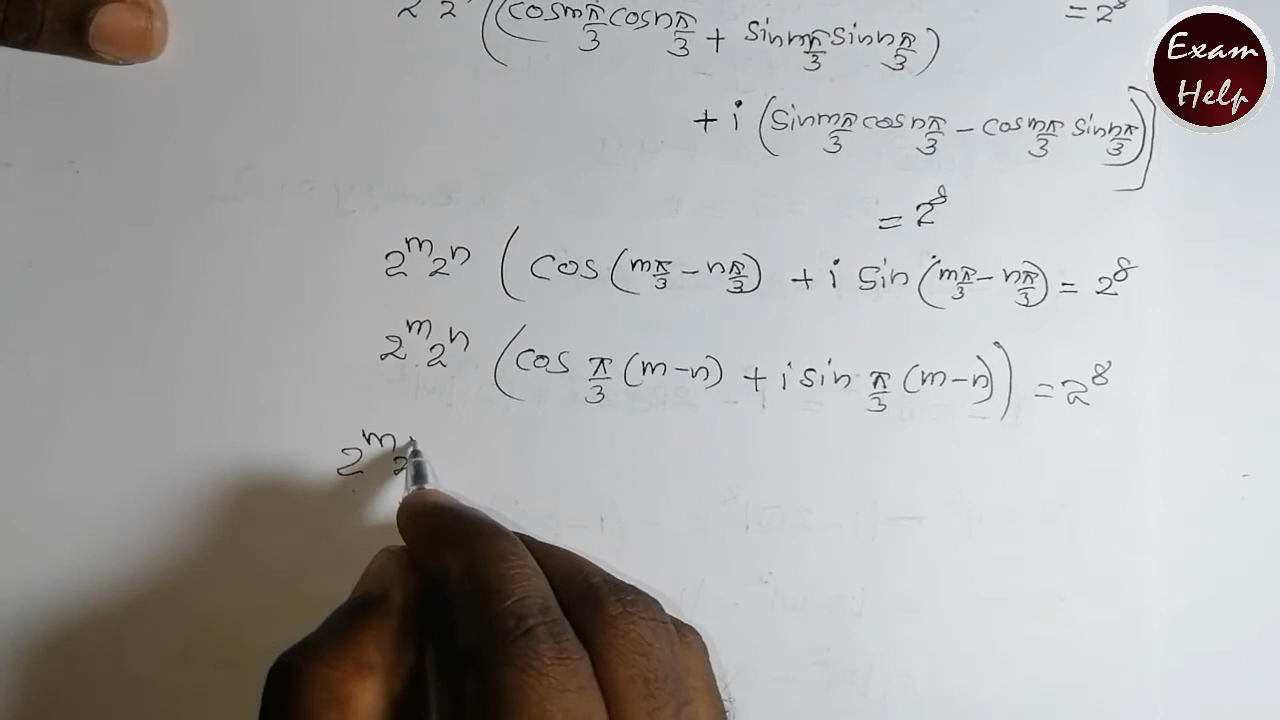 2 2 ((cos mπ/3 cos nπ/3 + sin mπ/3 sin nπ/3) = 2^8
+ i (sin mπ/3 cos nπ/3 - cos mπ/3 sin nπ/3)]
= 2^8
2^m 2^n (cos (mπ/3 - nπ/3) + i sin (mπ/3 - nπ/3) = 2^8
2^m 2^n (cos π/3 (m-n) + i sin π/3 (m-n)) = 2^8
2^m 2
Exam
Help